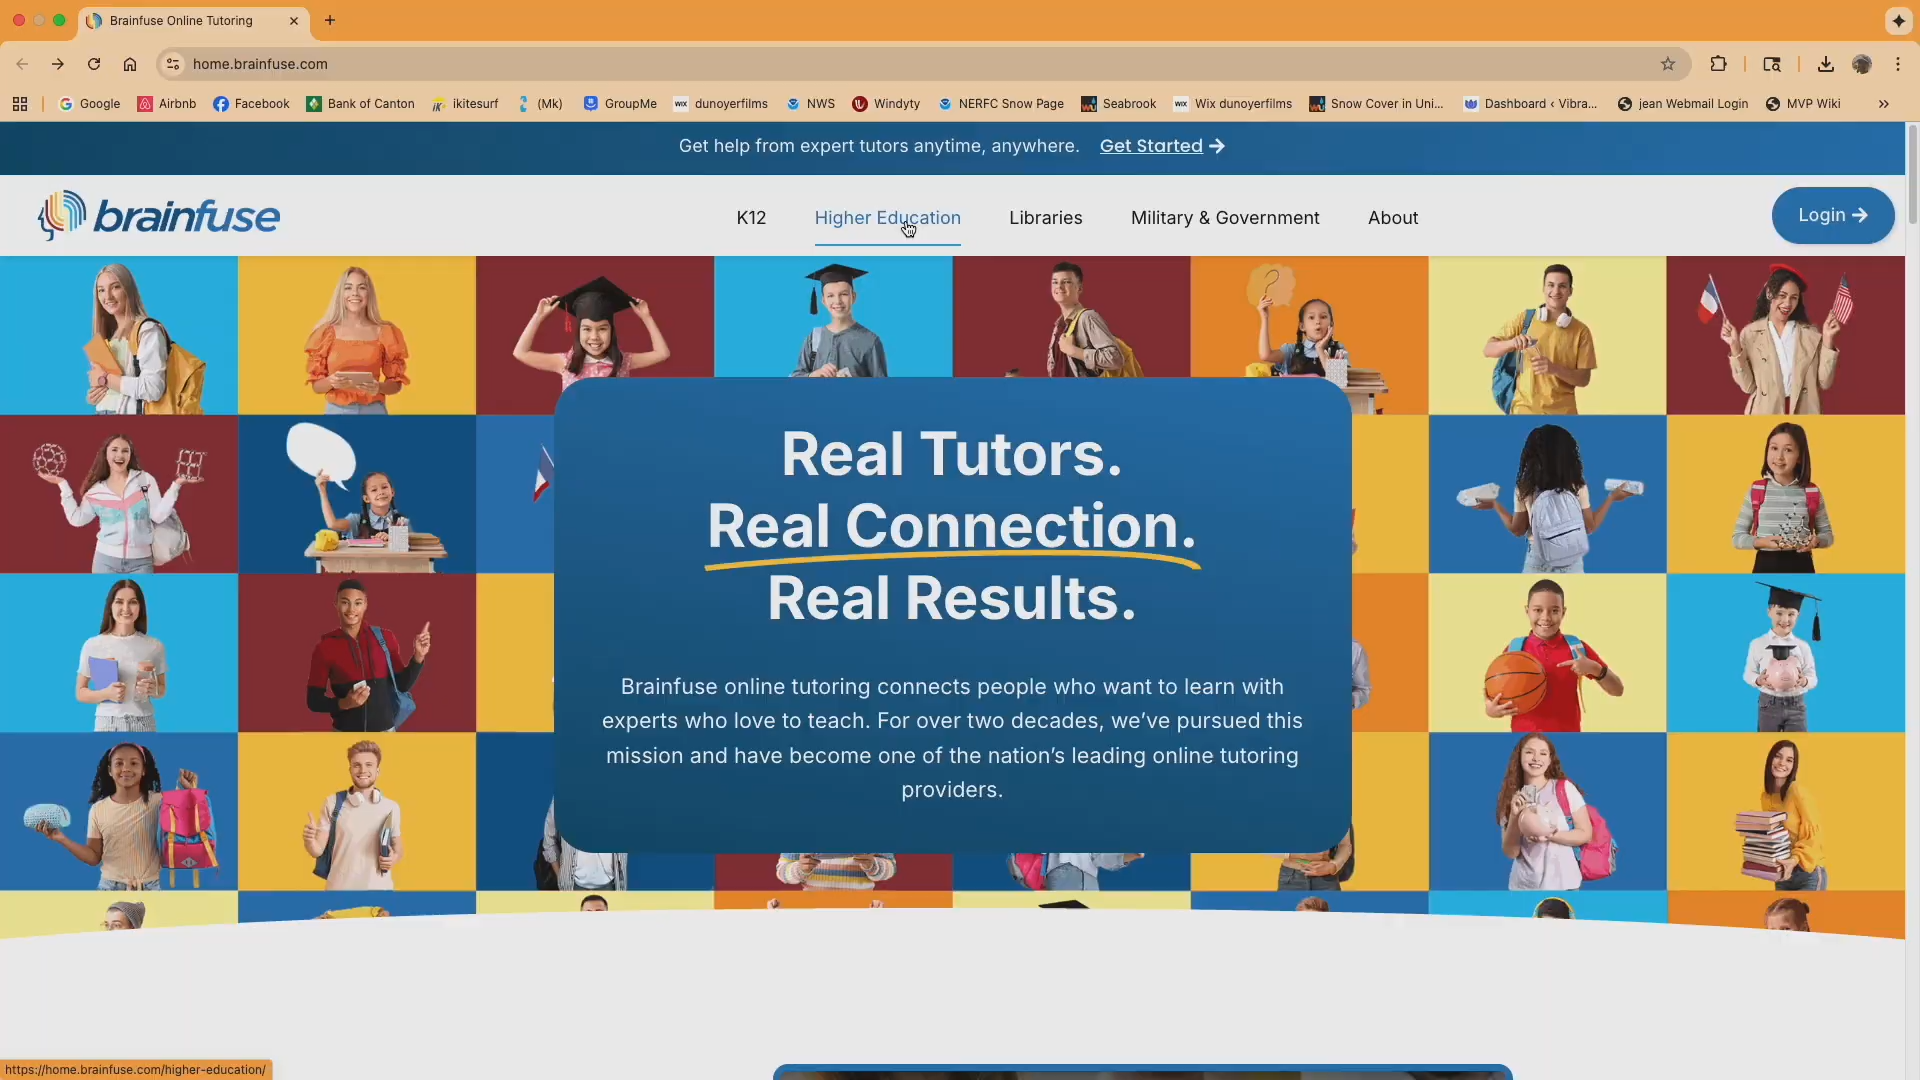 Brainfuse Online Tutoring
home.brainfuse.com
Google Airbnb Facebook Bank of Canton ikitesurf (Mk) GroupMe dunoyerfilms NWS Windyty NERFC Snow Page Seabrook Wix dunoyerfilms Snow Cover in Uni... Dashboard ‹ Vibra... jean Webmail Login MVP Wiki
Get help from expert tutors anytime, anywhere. Get Started →
brainfuse
K12 Higher Education Libraries Military & Government About Login →
Real Tutors.
Real Connection.
Real Results.
Brainfuse online tutoring connects people who want to learn with
experts who love to teach. For over two decades, we’ve pursued this
mission and have become one of the nation’s leading online tutoring
providers.
https://home.brainfuse.com/higher-education/